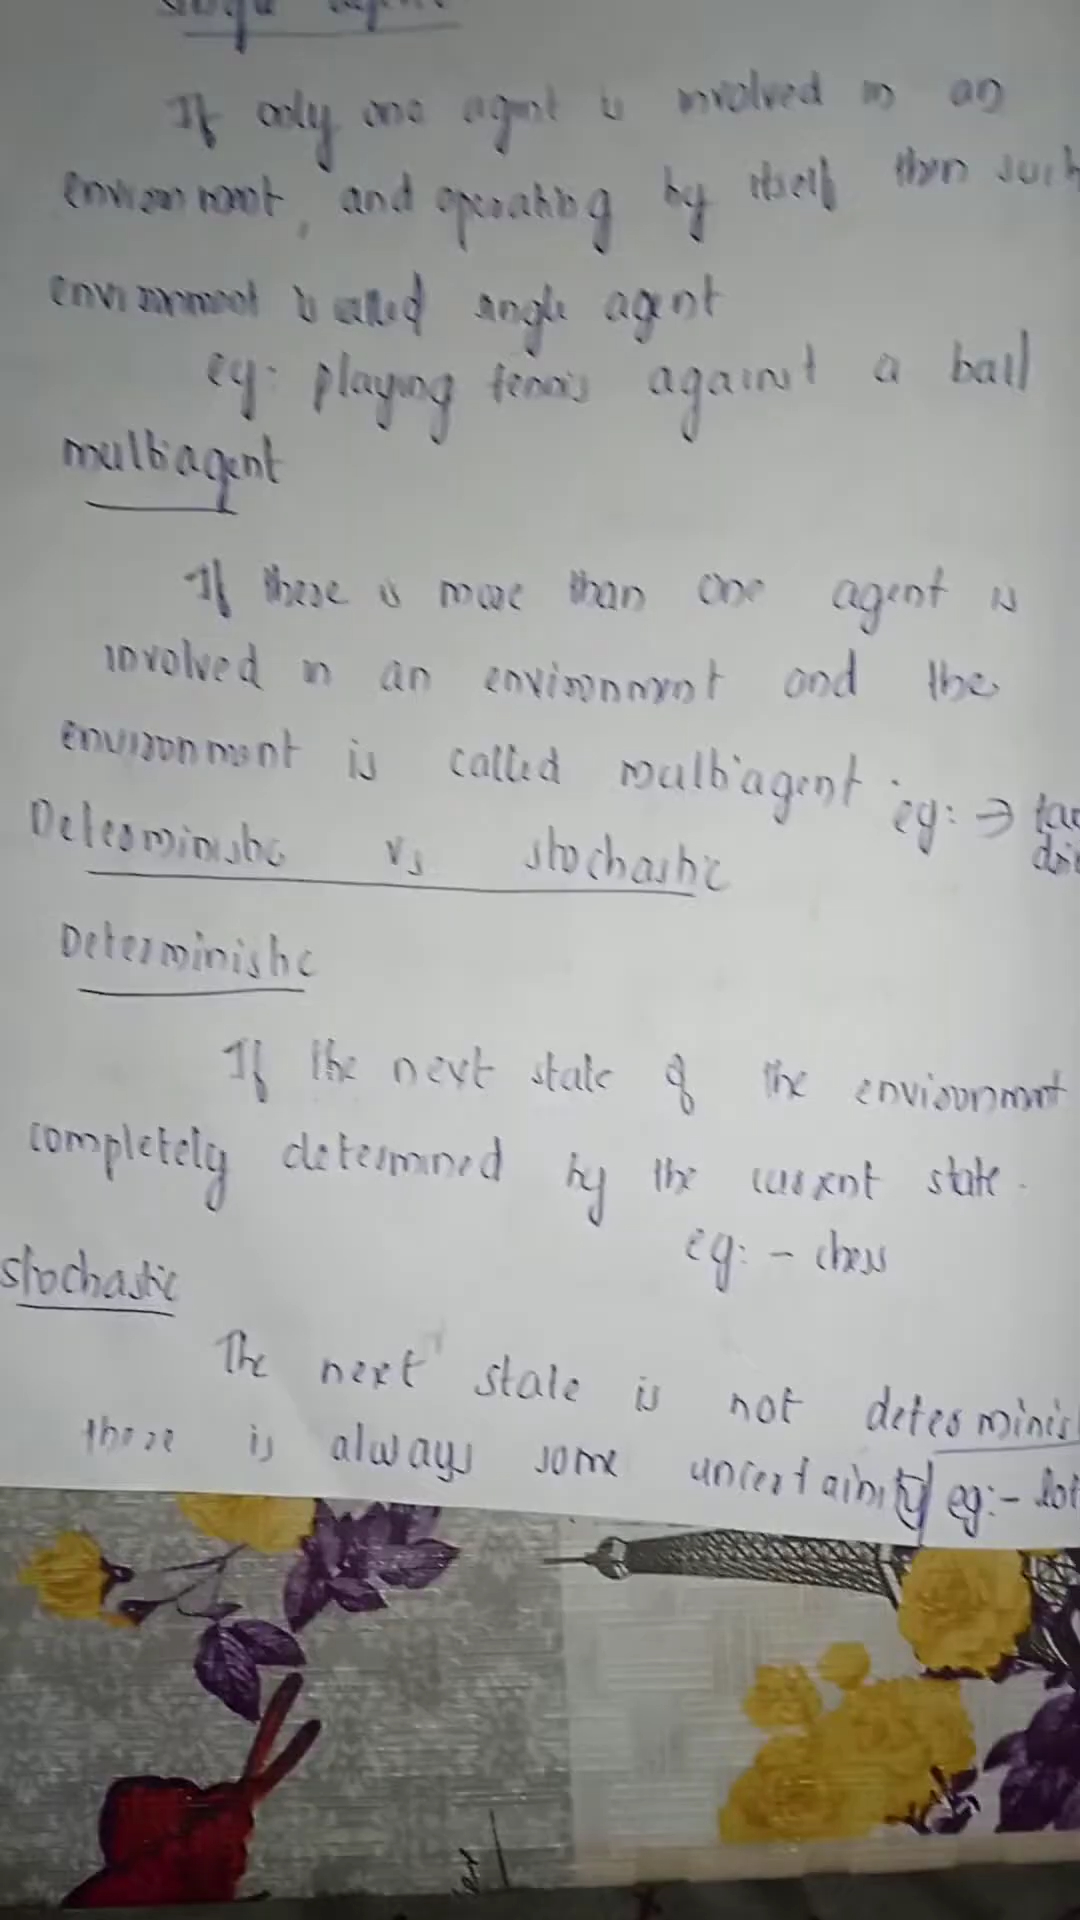 single agent
If only one agent is involved in an
environment, and operating by itself then such
environment is called single agent
eg: playing tennis against a ball
multiagent
If there is more than one agent is
involved in an environment and the
environment is called multiagent eg: ⇒
Deterministic vs stochastic
Deterministic
If the next state of the environment
completely determined by the current state.
eg: - chess
stochastic
The next state is not
there is always some uncertainity eg:-